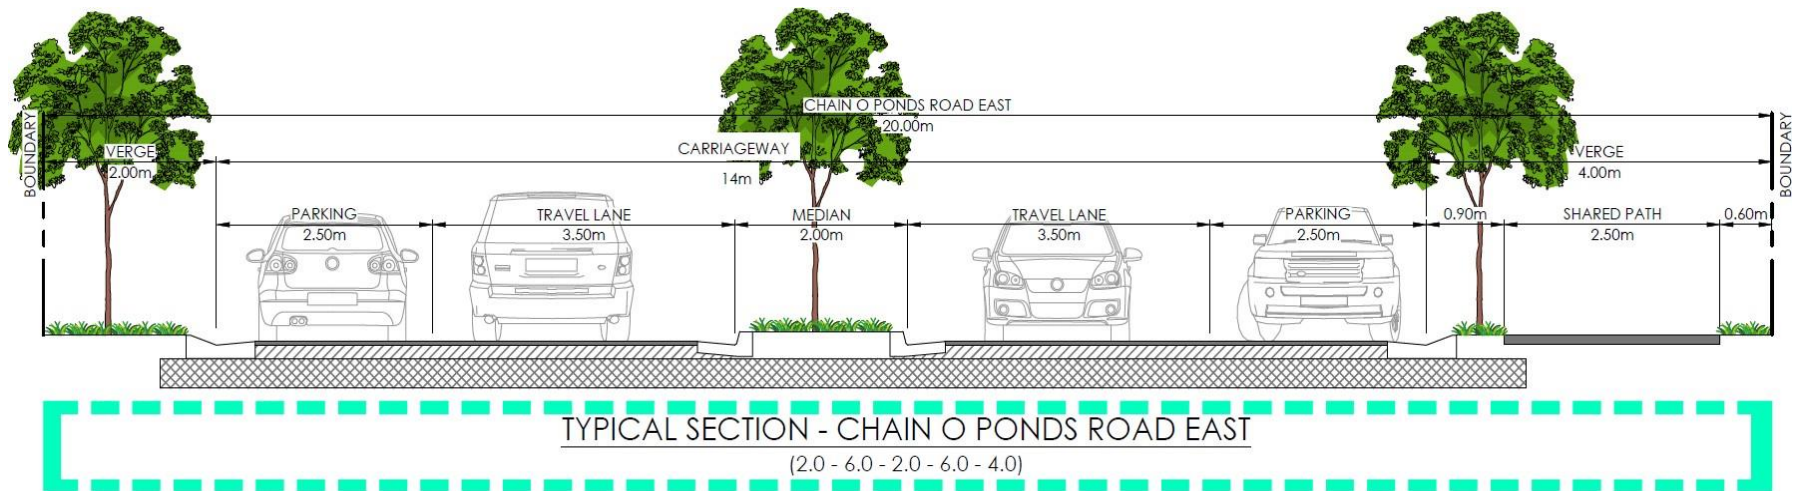 CHAIN O PONDS ROAD EAST
20.00m
BOUNDARY
VERGE
2.00m
CARRIAGEWAY
14m
VERGE
4.00m
BOUNDARY
PARKING
2.50m
TRAVEL LANE
3.50m
MEDIAN
2.00m
TRAVEL LANE
3.50m
PARKING
2.50m
0.90m
SHARED PATH
2.50m
0.60m
TYPICAL SECTION - CHAIN O PONDS ROAD EAST
(2.0 - 6.0 - 2.0 - 6.0 - 4.0)